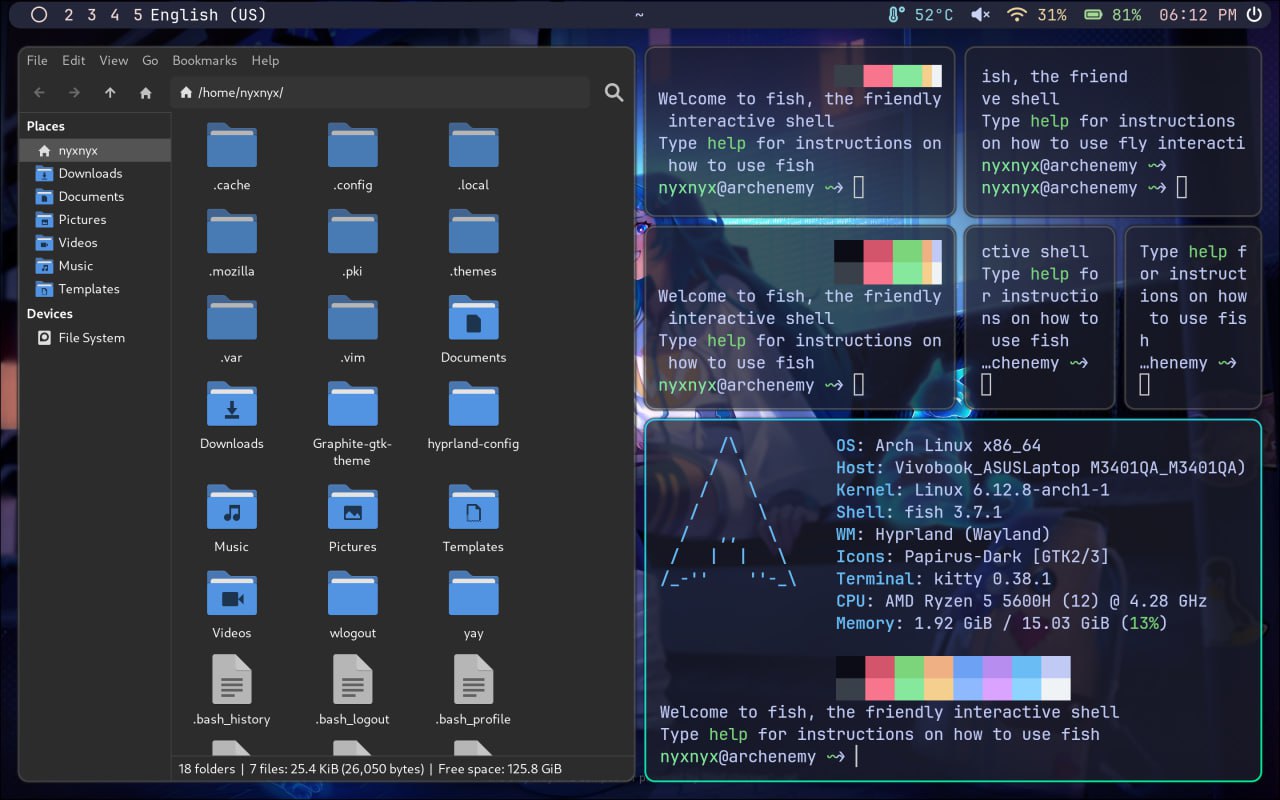 2 3 4 5 English (US)
~
52°C 31% 81% 06:12 PM
File Edit View Go Bookmarks Help
/home/nyxnyx/
Places
nyxnyx
Downloads
Documents
Pictures
Videos
Music
Templates
Devices
File System
.cache .config .local
.mozilla .pki .themes
.var .vim Documents
Downloads Graphite-gtk-
theme hyprland-config
Music Pictures Templates
Videos wlogout yay
.bash_history .bash_logout .bash_profile
18 folders | 7 files: 25.4 KiB (26,050 bytes) | Free space: 125.8 GiB
Welcome to fish, the friendly
interactive shell
Type help for instructions on
how to use fish
nyxnyx@archenemy ~>
ish, the friend
ve shell
Type help for instructions
on how to use fly interacti
nyxnyx@archenemy ~>
nyxnyx@archenemy ~>
Welcome to fish, the friendly
interactive shell
Type help for instructions on
how to use fish
nyxnyx@archenemy ~>
ctive shell
Type help fo
r instructio
ns on how to
use fish
…chenemy ~>
Type help f
or instruct
ions on how
to use fis
h
…henemy ~>
/\
/  \
/    \
/      \
/   ,,   \
/   |  |   \
/_-''    ''-_\
OS: Arch Linux x86_64
Host: Vivobook_ASUSLaptop M3401QA_M3401QA)
Kernel: Linux 6.12.8-arch1-1
Shell: fish 3.7.1
WM: Hyprland (Wayland)
Icons: Papirus-Dark [GTK2/3]
Terminal: kitty 0.38.1
CPU: AMD Ryzen 5 5600H (12) @ 4.28 GHz
Memory: 1.92 GiB / 15.03 GiB (13%)
Welcome to fish, the friendly interactive shell
Type help for instructions on how to use fish
nyxnyx@archenemy ~>